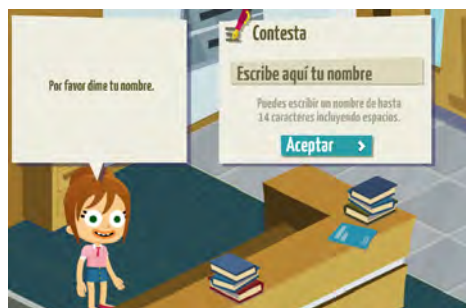 Por favor dime tu nombre.
Contesta
Escribe aquí tu nombre
Puedes escribir un nombre de hasta
14 caracteres incluyendo espacios.
Aceptar >